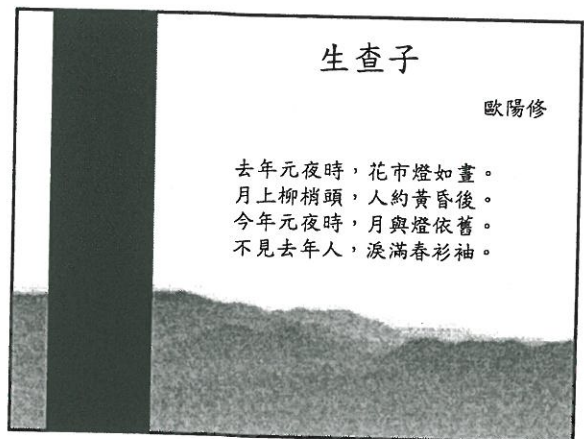 生查子
歐陽修
去年元夜時，花市燈如晝。
月上柳梢頭，人約黃昏後。
今年元夜時，月與燈依舊。
不見去年人，淚滿春衫袖。